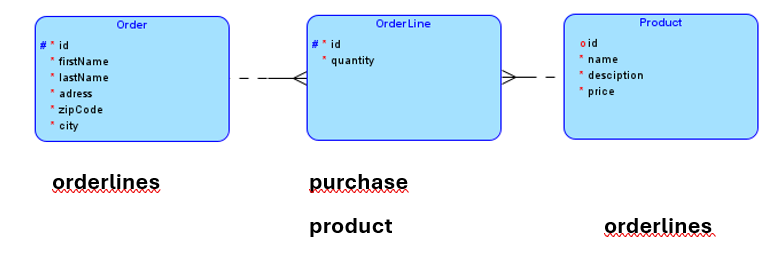 Order
# * id
* firstName
* lastName
* adress
* zipCode
* city
OrderLine
# * id
* quantity
Product
o id
* name
* desciption
* price
orderlines
purchase
product
orderlines